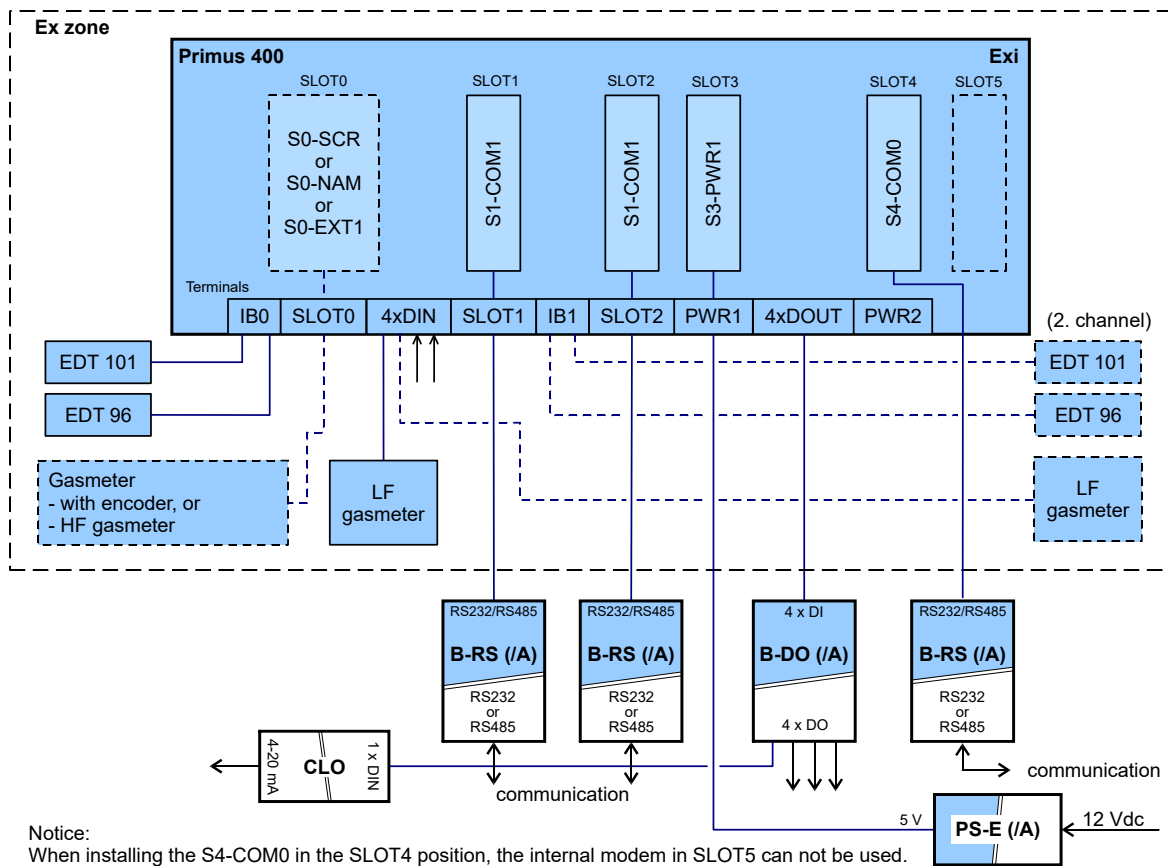 Ex zone
Primus 400
Exi
SLOT0
SLOT1
SLOT2
SLOT3
SLOT4
SLOT5
S0-SCR
or
S0-NAM
or
S0-EXT1
S1-COM1
S1-COM1
S3-PWR1
S4-COM0
Terminals
IB0
SLOT0
4xDIN
SLOT1
IB1
SLOT2
PWR1
4xDOUT
PWR2
(2. channel)
EDT 101
EDT 96
EDT 101
EDT 96
Gasmeter
- with encoder, or
- HF gasmeter
LF
gasmeter
LF
gasmeter
RS232/RS485
B-RS (/A)
RS232
or
RS485
RS232/RS485
B-RS (/A)
RS232
or
RS485
4 x DI
B-DO (/A)
4 x DO
RS232/RS485
B-RS (/A)
RS232
or
RS485
4-20 mA
CLO
1 x DIN
communication
communication
5 V
PS-E (/A)
12 Vdc
Notice:
When installing the S4-COM0 in the SLOT4 position, the internal modem in SLOT5 can not be used.